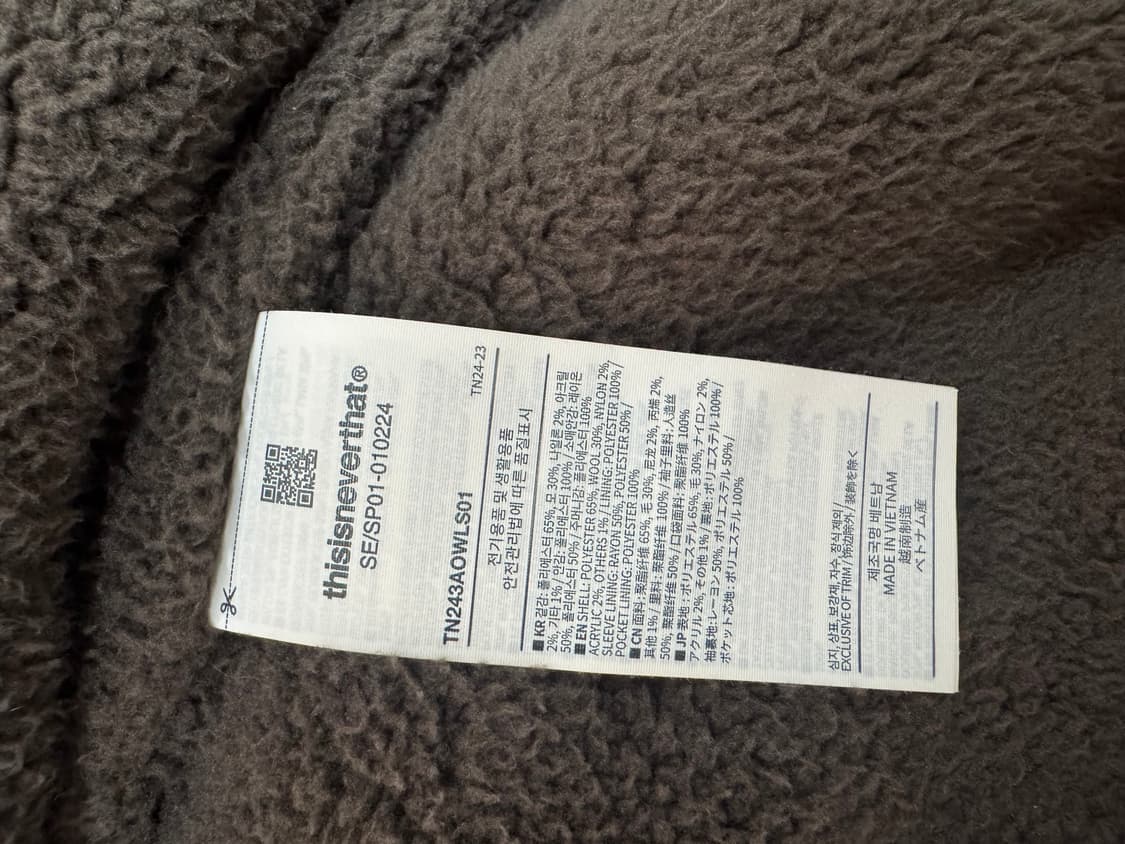 thisisneverthat®
SE/SP01-010224
TN243AOWLS01
TN24-23
전기용품 및 생활용품
안전관리법에 따른 품질표시
■ KR 겉감: 폴리에스터 65%, 모 30%, 나일론 2%, 아크릴
2%, 기타 1% / 안감: 폴리에스터 100% / 소매안감: 레이온
50%, 폴리에스터 50% / 주머니감: 폴리에스터 100%
■ EN SHELL: POLYESTER 65%, WOOL 30%, NYLON 2%,
ACRYLIC 2%, OTHERS 1% / LINING: POLYESTER 100% /
SLEEVE LINING: RAYON 50%, POLYESTER 50% /
POCKET LINING: POLYESTER 100%
■ CN 面料: 聚酯纤维 65%, 毛 30%, 尼龙 2%, 丙烯 2%,
其他 1% / 里料: 聚酯纤维 100% / 袖子里料: 人造丝
50%, 聚酯纤维 50% / 口袋面料: 聚酯纤维 100%
■ JP 表地: ポリエステル 65%, 毛 30%, ナイロン 2%,
アクリル 2%, その他 1% / 裏地: ポリエステル 100% /
袖裏地: レーヨン 50%, ポリエステル 50% /
ポケット芯地: ポリエステル 100%
심지, 상표, 보강재, 자수, 장식 제외 /
EXCLUSIVE OF TRIM / 饰边除外 / 装飾を除く
제조국명 베트남
MADE IN VIETNAM
越南制造
ベトナム産